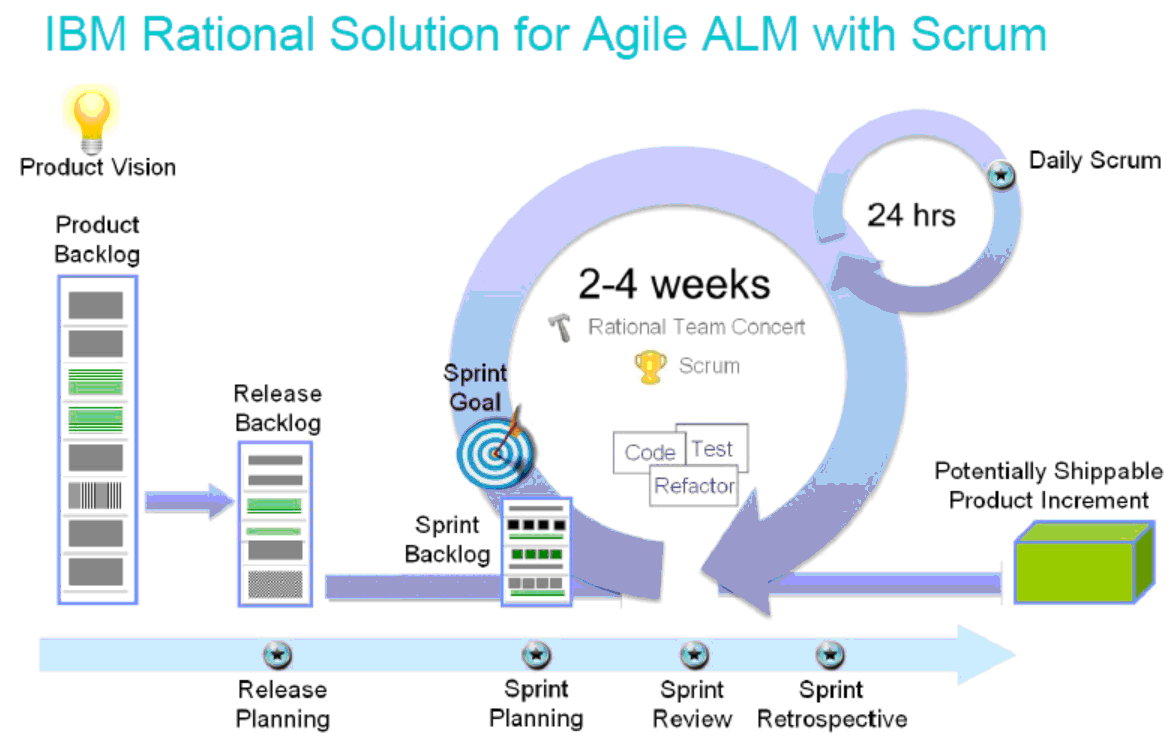 IBM Rational Solution for Agile ALM with Scrum
Product Vision
Product
Backlog
Release
Backlog
Sprint
Goal
Sprint
Backlog
2-4 weeks
Rational Team Concert
Scrum
Code
Test
Refactor
24 hrs
Daily Scrum
Potentially Shippable
Product Increment
Release
Planning
Sprint
Planning
Sprint
Review
Sprint
Retrospective